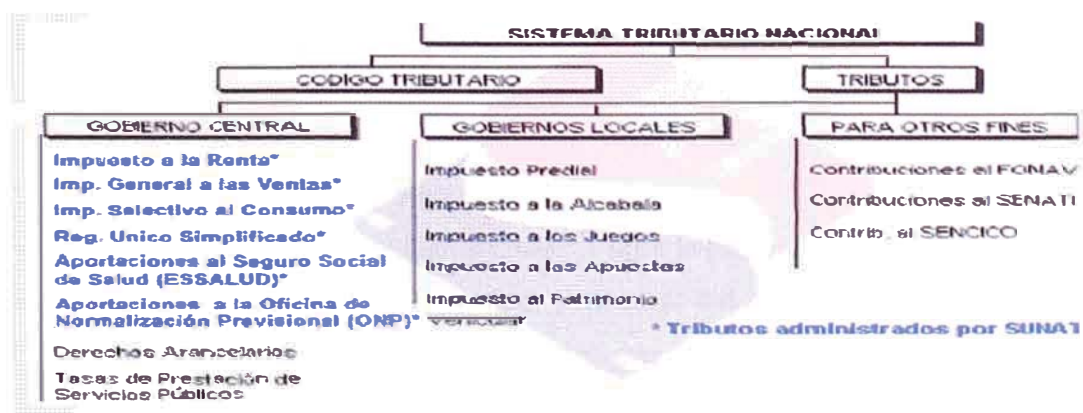 SISTEMA TRIBUTARIO NACIONAL
CODIGO TRIBUTARIO
TRIBUTOS
GOBIERNO CENTRAL
Impuesto a la Renta*
Imp. General a las Ventas*
Imp. Selectivo al Consumo*
Reg. Unico Simplificado*
Aportaciones al Seguro Social
de Salud (ESSALUD)*
Aportaciones a la Oficina de
Normalización Previsional (ONP)*
Derechos Arancelarios
Tasas de Prestación de
Servicios Públicos
GOBIERNOS LOCALES
Impuesto Predial
Impuesto a la Alcabala
Impuesto a los Juegos
Impuesto a las Apuestas
Impuesto al Patrimonio
Vehicular
PARA OTROS FINES
Contribuciones al FONAV
Contribuciones al SENATI
Contrib. al SENCICO
* Tributos administrados por SUNAT